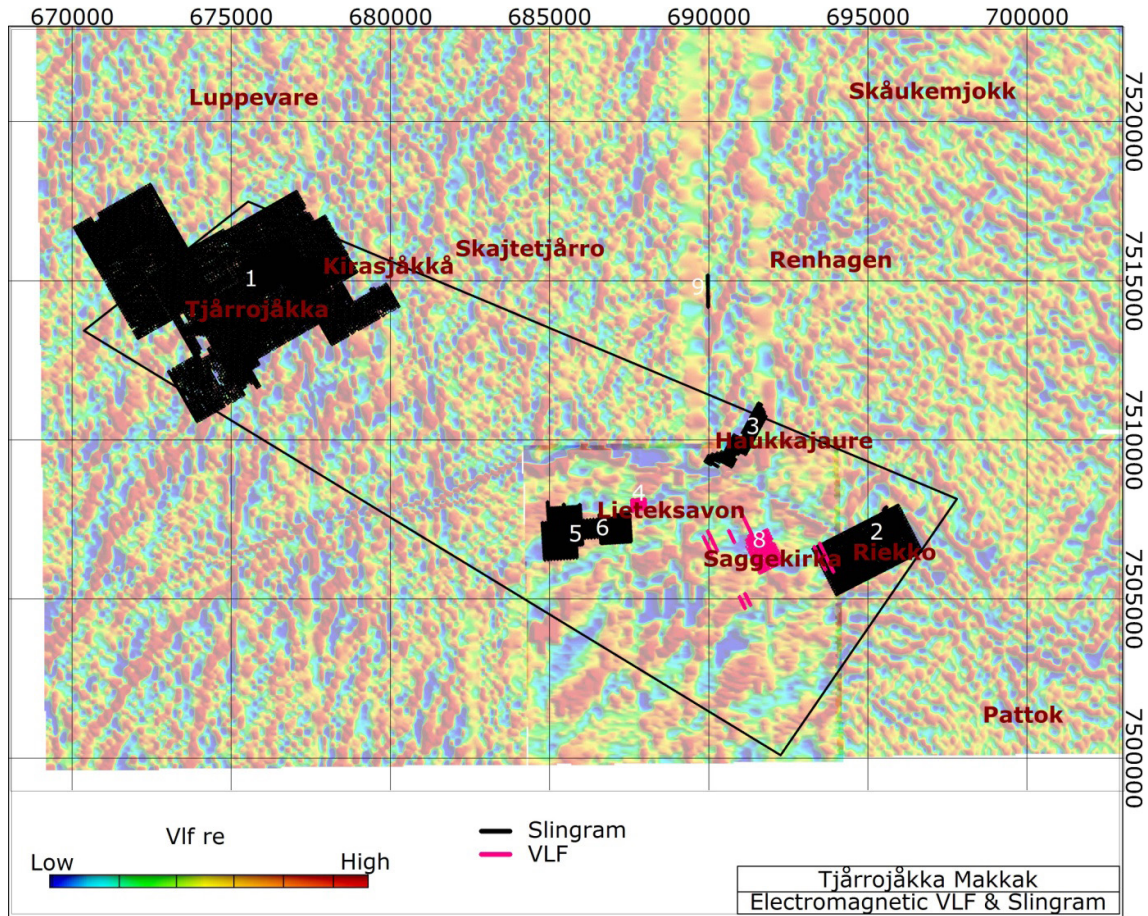 670000 675000 680000 685000 690000 695000 700000
Luppevare
Skåukemjokk
7520000
Skajtetjårro
Renhagen
Kirasjåkkå
1
9
7515000
Tjårrojåkka
3
Haukkajaure
7510000
4
Lieteksavon
5
6
8
2
Saggekirka
Riekko
7505000
Pattok
7500000
Vlf re
Low
High
Slingram
VLF
Tjårrojåkka Makkak
Electromagnetic VLF & Slingram